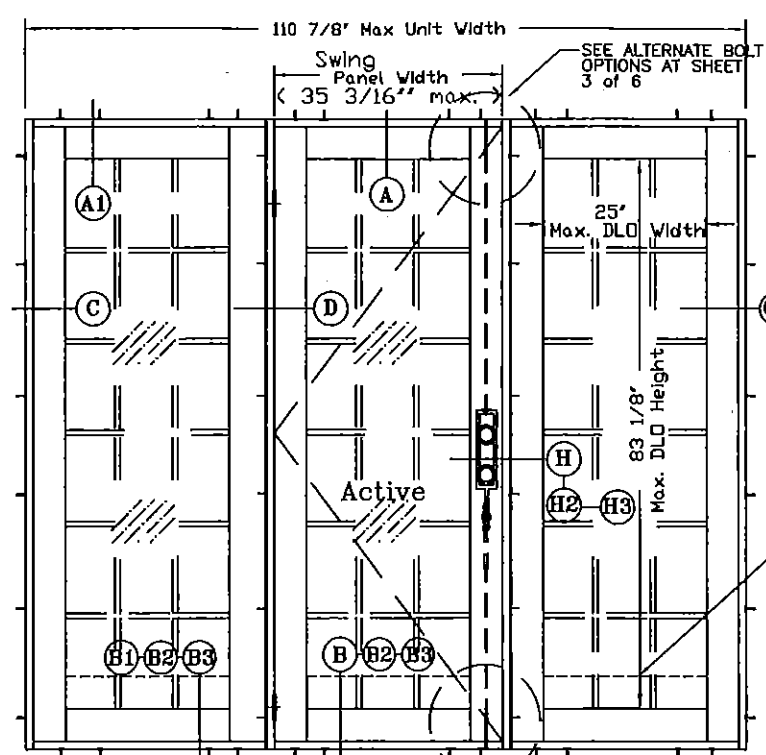 110 7/8" Max Unit Width
Swing
Panel Width
< 35 3/16" max. >
SEE ALTERNATE BOLT
OPTIONS AT SHEET
3 of 6
A1
A
25"
Max. DLO Width
C
D
83 1/8"
Max. DLO Height
H
Active
H2
H3
B1
B2
B3
B
B2
B3